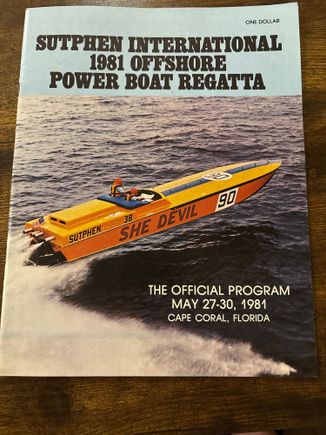 ONE DOLLAR
SUTPHEN INTERNATIONAL
1981 OFFSHORE
POWER BOAT REGATTA
SUTPHEN
38
SHE DEVIL
90
THE OFFICIAL PROGRAM
MAY 27-30, 1981
CAPE CORAL, FLORIDA